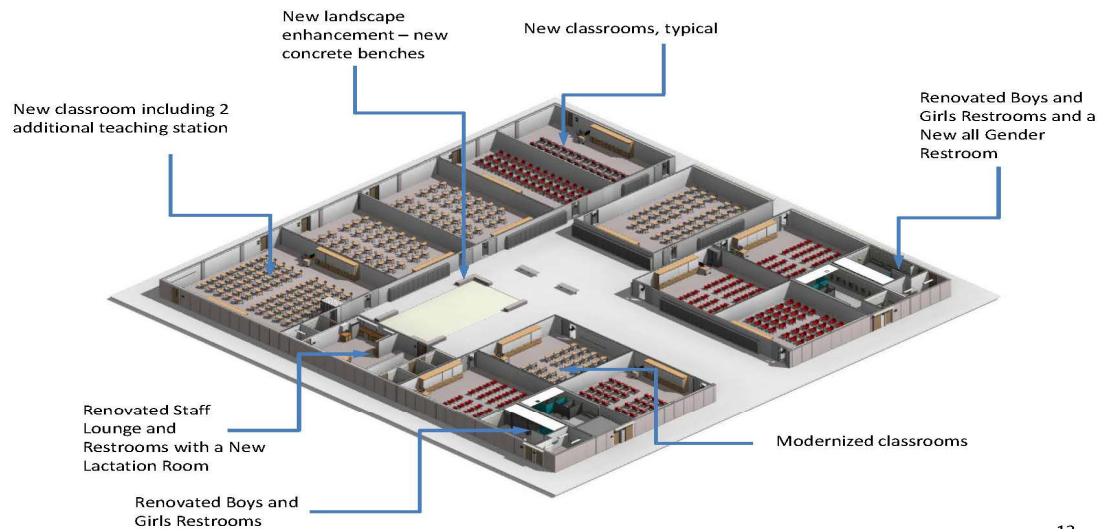 New landscape
enhancement – new
concrete benches
New classrooms, typical
New classroom including 2
additional teaching station
Renovated Boys and
Girls Restrooms and a
New all Gender
Restroom
Renovated Staff
Lounge and
Restrooms with a New
Lactation Room
Modernized classrooms
Renovated Boys and
Girls Restrooms